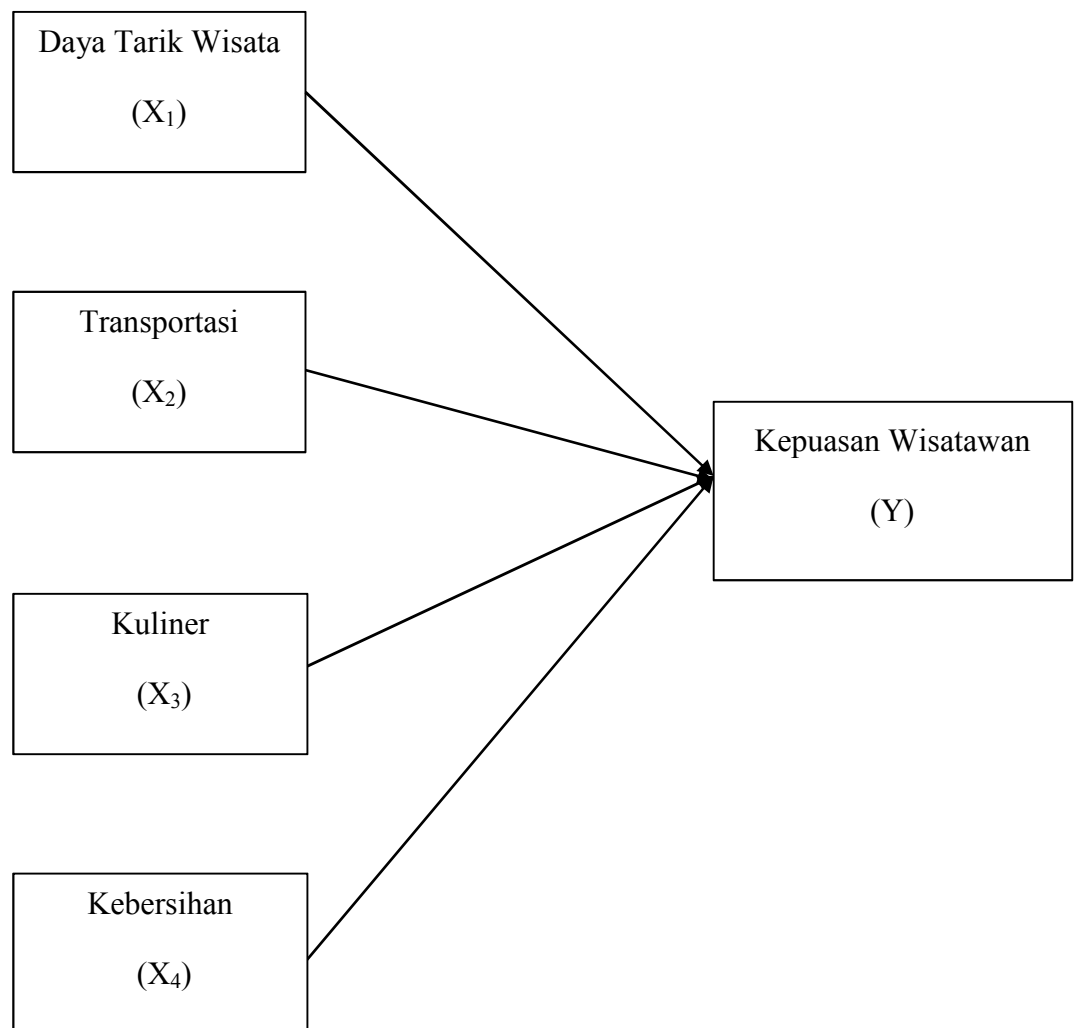 Daya Tarik Wisata
(X₁)
Transportasi
(X₂)
Kepuasan Wisatawan
(Y)
Kuliner
(X₃)
Kebersihan
(X₄)